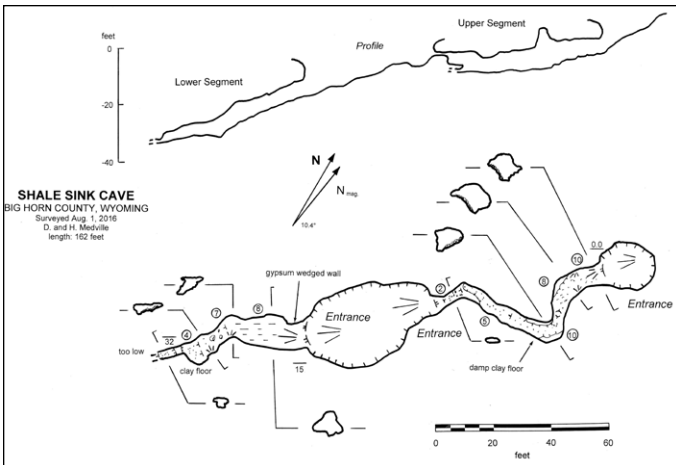 feet
0
-20
-40
Profile
Upper Segment
Lower Segment
SHALE SINK CAVE
BIG HORN COUNTY, WYOMING
Surveyed Aug. 1, 2016
D. and H. Medville
length: 162 feet
N
N mag.
10.4°
0.0
10
8
gypsum wedged wall
Entrance
2
Entrance
Entrance
5
10
damp clay floor
6
7
4
32
too low
clay floor
15
0 20 40 60
feet